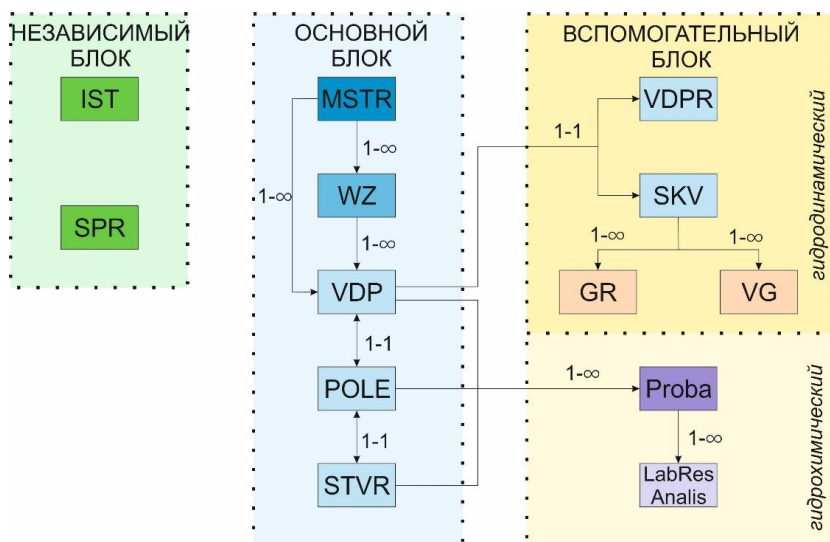 НЕЗАВИСИМЫЙ
БЛОК
IST
SPR
ОСНОВНОЙ
БЛОК
MSTR
1-∞
1-∞
WZ
1-∞
VDP
1-1
POLE
1-1
STVR
ВСПОМОГАТЕЛЬНЫЙ
БЛОК
1-1
VDPR
SKV
1-∞
1-∞
GR
VG
гидродинамический
1-∞
Proba
1-∞
LabRes
Analis
гидрохимический